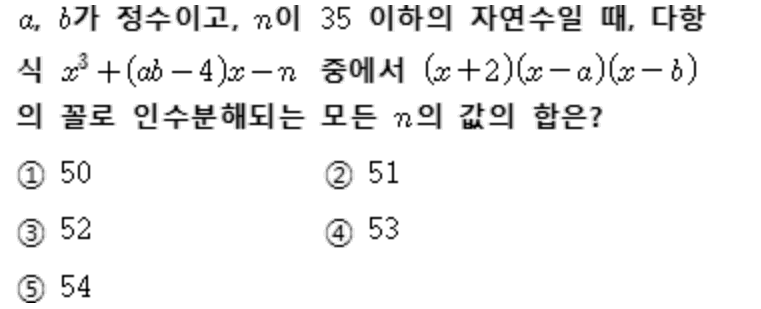 a, b가 정수이고, n이 35 이하의 자연수일 때, 다항
식 x³+(ab−4)x−n 중에서 (x+2)(x−a)(x−b)
의 꼴로 인수분해되는 모든 n의 값의 합은?
① 50 ② 51
③ 52 ④ 53
⑤ 54